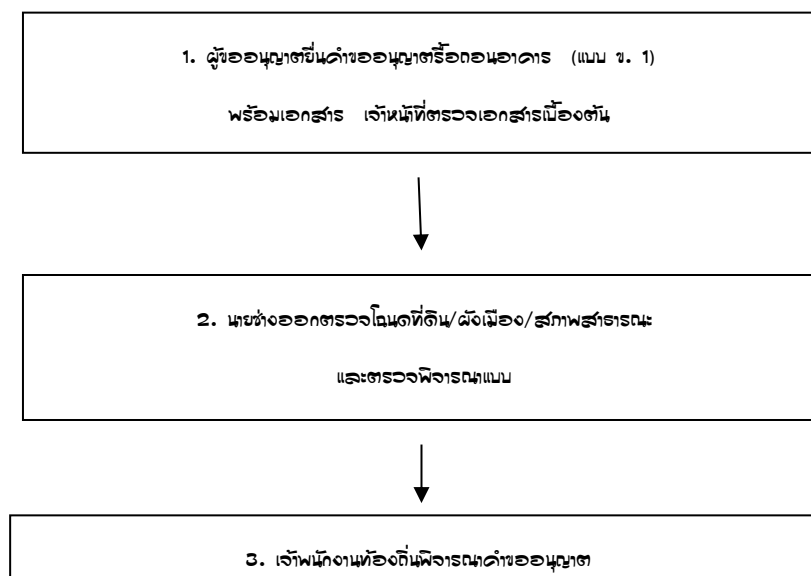 1. ผู้ขออนุญาตยื่นคำขออนุญาตรื้อถอนอาคาร (แบบ ข. 1)
พร้อมเอกสาร เจ้าหน้าที่ตรวจเอกสารเบื้องต้น
2. นายช่างออกตรวจโฉนดที่ดิน/ผังเมือง/สภาพสาธารณะ
และตรวจพิจารณาแบบ
3. เจ้าพนักงานท้องถิ่นพิจารณาคำขออนุญาต